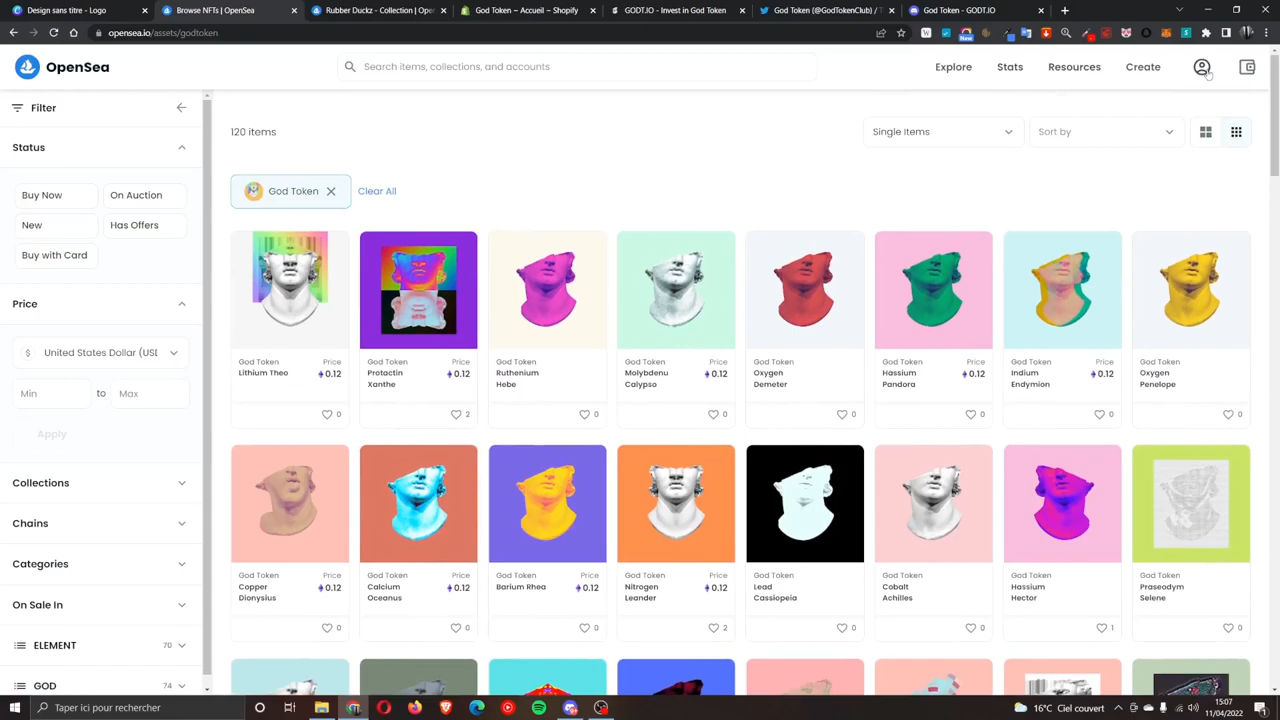 Design sans titre - Logo
Browse NFTs | OpenSea
Rubber Duckz - Collection | Ope
God Token ~ Accueil ~ Shopify
GODT.IO - Invest in God Token
God Token (@GodTokenClub) / T
God Token - GODT.IO
opensea.io/assets/godtoken
New
OpenSea
Search items, collections, and accounts
Explore
Stats
Resources
Create
Filter
Status
Buy Now
On Auction
New
Has Offers
Buy with Card
Price
$ United States Dollar (USD
Min
to
Max
Apply
Collections
Chains
Categories
On Sale In
ELEMENT 70
GOD 74
120 items
Single Items
Sort by
God Token
Clear All
God Token Price
Lithium Theo 0.12
0
God Token Price
Protactin 0.12
Xanthe
2
God Token
Ruthenium
Hebe
0
God Token Price
Molybdenu 0.12
Calypso
0
God Token
Oxygen
Demeter
0
God Token Price
Hassium 0.12
Pandora
0
God Token Price
Indium 0.12
Endymion
0
God Token
Oxygen
Penelope
0
God Token Price
Copper 0.12
Dionysius
0
God Token Price
Calcium 0.12
Oceanus
0
God Token Price
Barium Rhea 0.12
0
God Token Price
Nitrogen 0.12
Leander
2
God Token
Lead
Cassiopeia
0
God Token
Cobalt
Achilles
0
God Token
Hassium
Hector
1
God Token
Praseodym
Selene
0
Taper ici pour rechercher
16°C Ciel couvert
15:07
11/04/2022